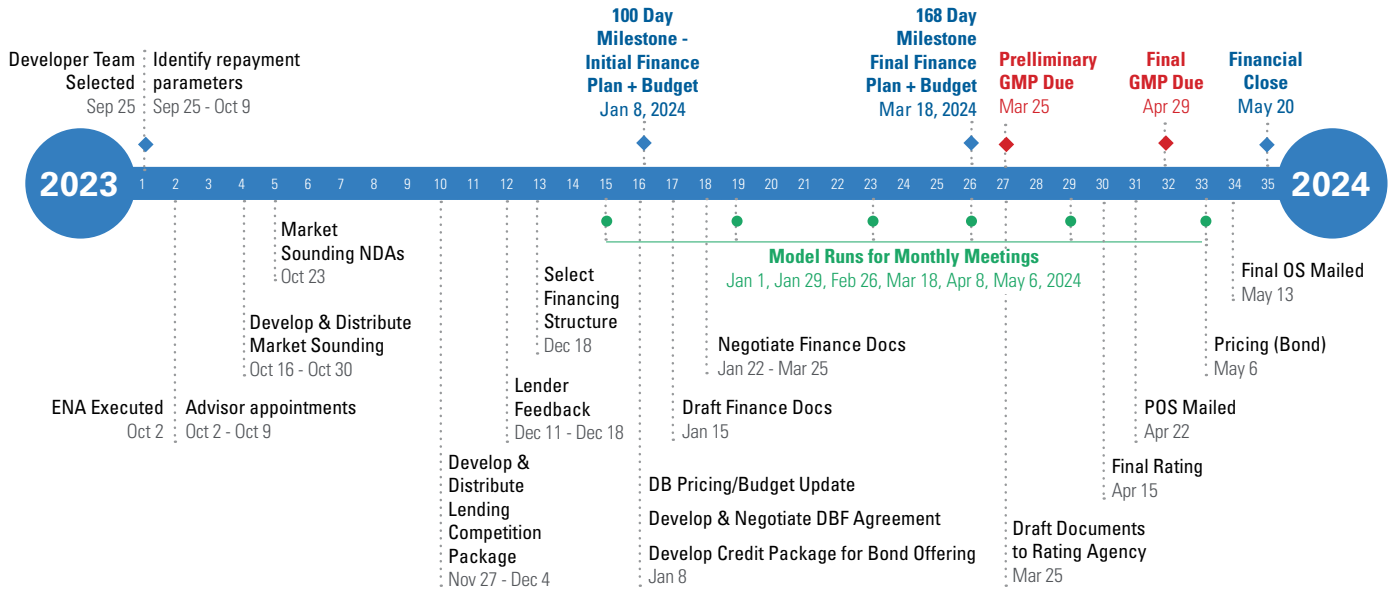 Developer Team
Selected
Sep 25
Identify repayment
parameters
Sep 25 - Oct 9
100 Day
Milestone -
Initial Finance
Plan + Budget
Jan 8, 2024
168 Day
Milestone
Final Finance
Plan + Budget
Mar 18, 2024
Prelliminary
GMP Due
Mar 25
Final
GMP Due
Apr 29
Financial
Close
May 20
2023 1 2 3 4 5 6 7 8 9 10 11 12 13 14 15 16 17 18 19 20 21 22 23 24 25 26 27 28 29 30 31 32 33 34 35 2024
Market
Sounding NDAs
Oct 23
Develop & Distribute
Market Sounding
Oct 16 - Oct 30
ENA Executed
Oct 2
Advisor appointments
Oct 2 - Oct 9
Develop &
Distribute
Lending
Competition
Package
Nov 27 - Dec 4
Lender
Feedback
Dec 11 - Dec 18
Select
Financing
Structure
Dec 18
Model Runs for Monthly Meetings
Jan 1, Jan 29, Feb 26, Mar 18, Apr 8, May 6, 2024
Negotiate Finance Docs
Jan 22 - Mar 25
Draft Finance Docs
Jan 15
DB Pricing/Budget Update
Develop & Negotiate DBF Agreement
Develop Credit Package for Bond Offering
Jan 8
Final OS Mailed
May 13
Pricing (Bond)
May 6
POS Mailed
Apr 22
Final Rating
Apr 15
Draft Documents
to Rating Agency
Mar 25